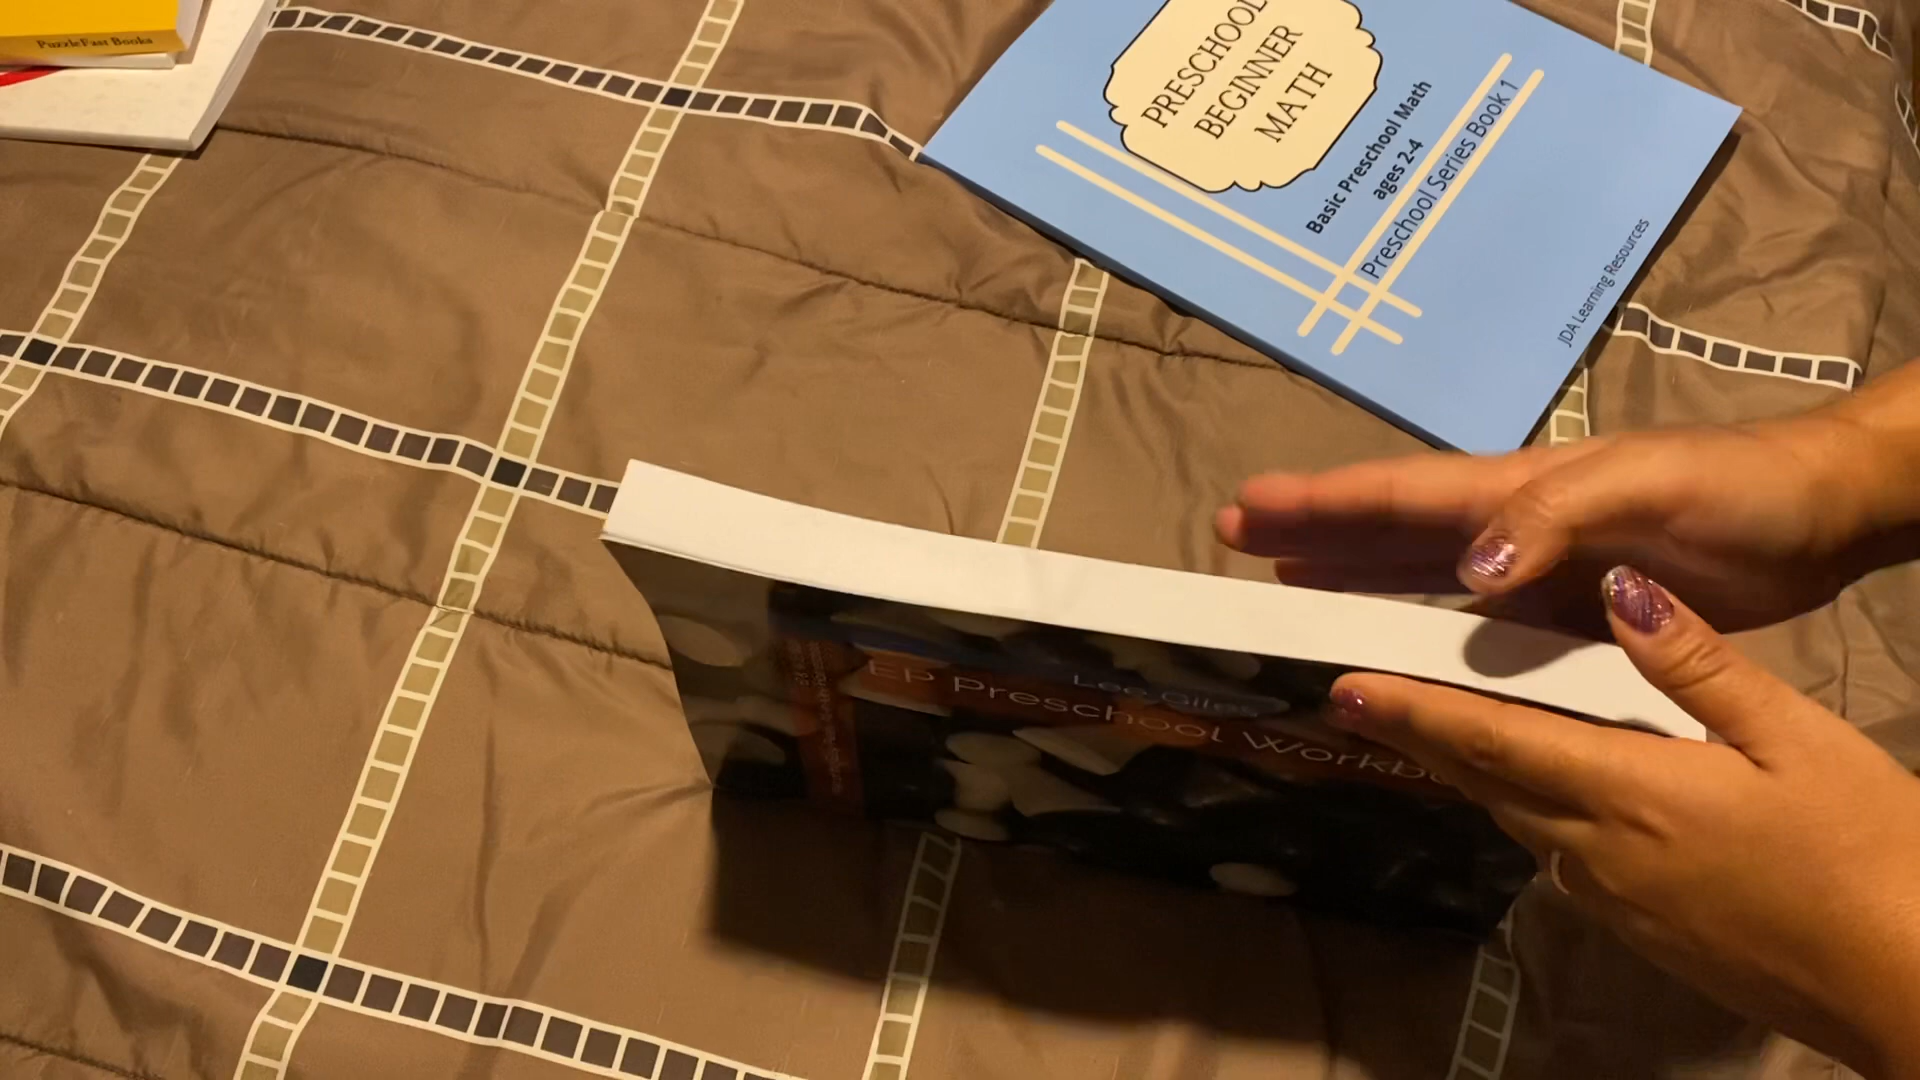 PuzzleFast Books
PRESCHOOL
BEGINNER
MATH
Basic Preschool Math
ages 2-4
Preschool Series Book 1
JDA Learning Resources
Lee Giles
EP Preschool